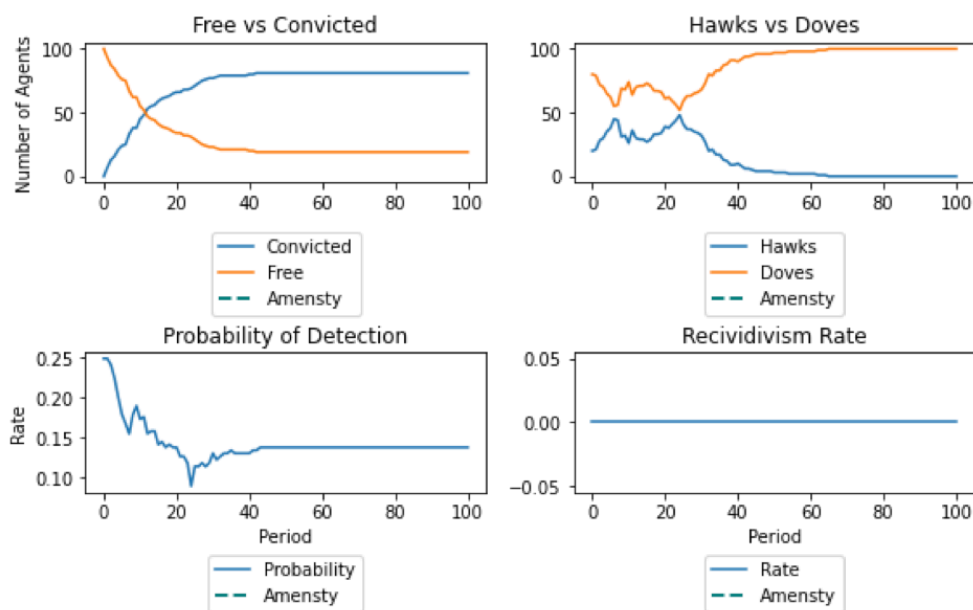 Free vs Convicted
Hawks vs Doves
Number of Agents
100
50
0
0 20 40 60 80 100
100
50
0
0 20 40 60 80 100
Convicted
Free
Amensty
Hawks
Doves
Amensty
Probability of Detection
Recividivism Rate
Rate
0.25
0.20
0.15
0.10
0 20 40 60 80 100
Period
0.05
0.00
−0.05
0 20 40 60 80 100
Period
Probability
Amensty
Rate
Amensty